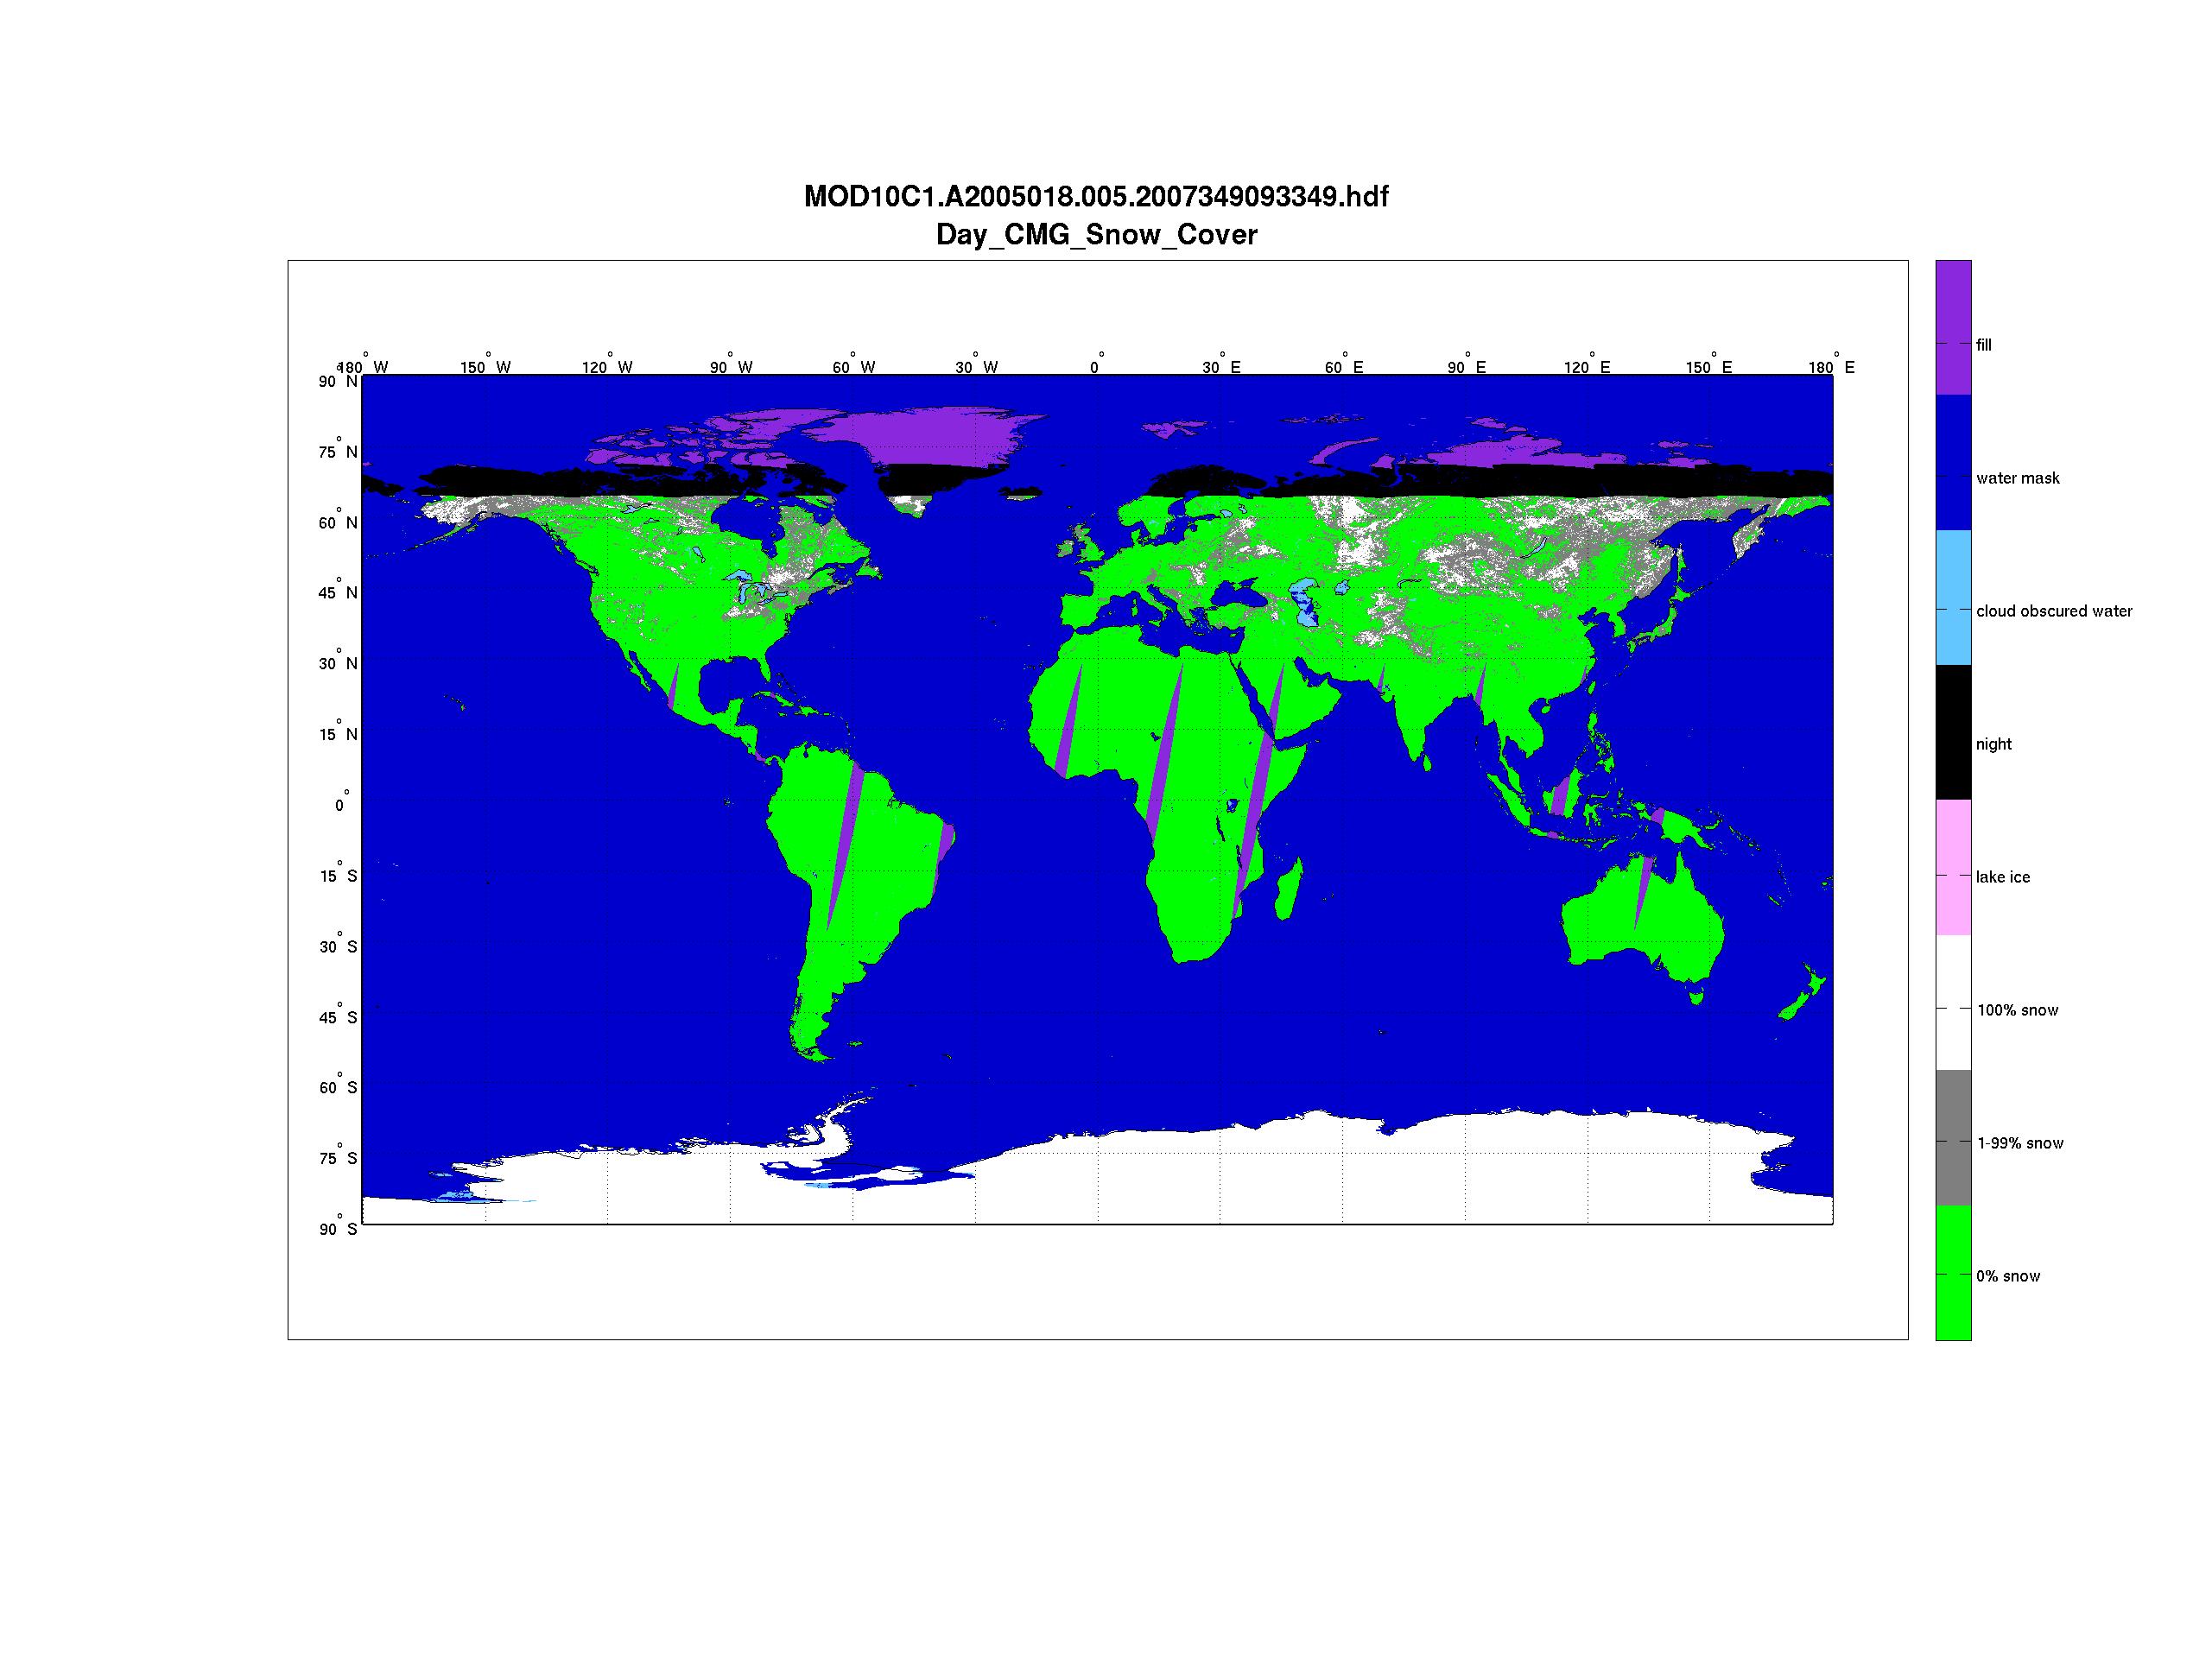 MOD10C1.A2005018.005.2007349093349.hdf
Day_CMG_Snow_Cover
180° W 150° W 120° W 90° W 60° W 30° W 0° 30° E 60° E 90° E 120° E 150° E 180° E
90° N
75° N
60° N
45° N
30° N
15° N
0°
15° S
30° S
45° S
60° S
75° S
90° S
fill
water mask
cloud obscured water
night
lake ice
100% snow
1-99% snow
0% snow